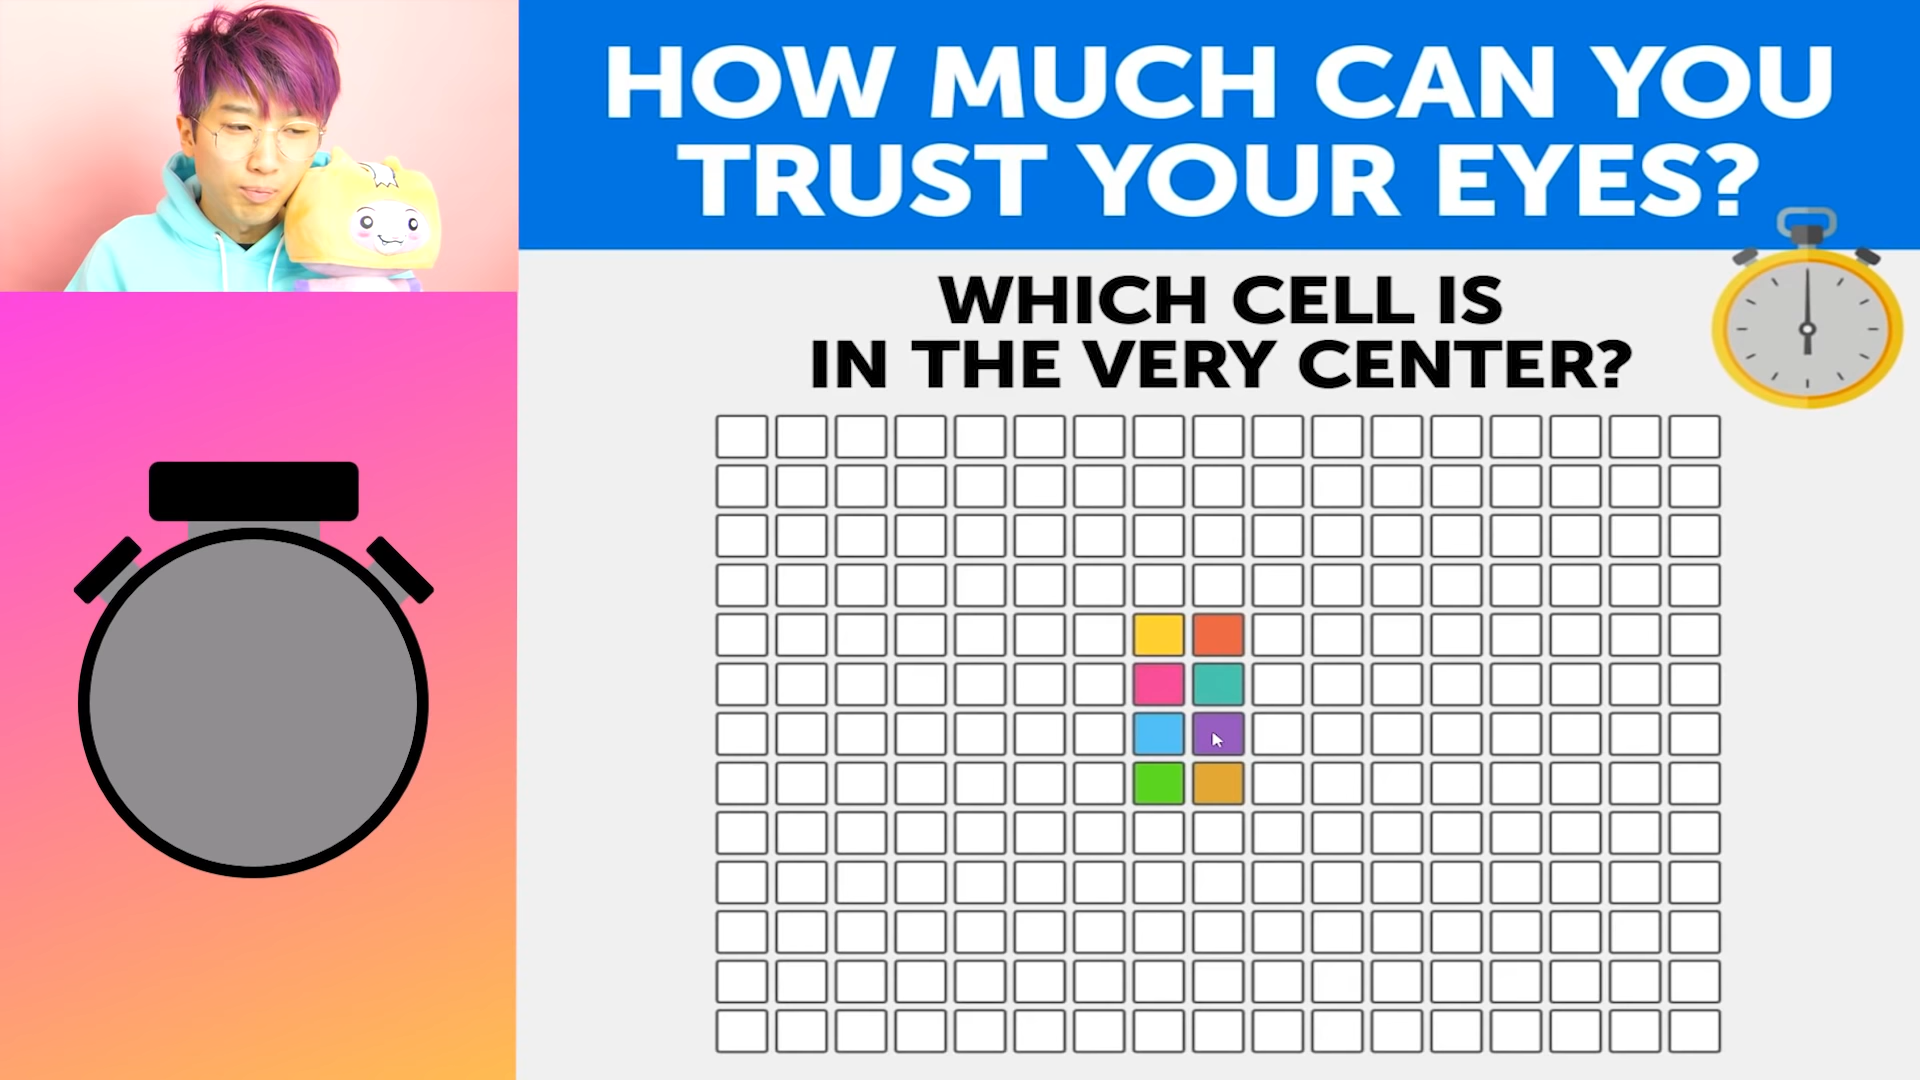 HOW MUCH CAN YOU
TRUST YOUR EYES?
WHICH CELL IS
IN THE VERY CENTER?